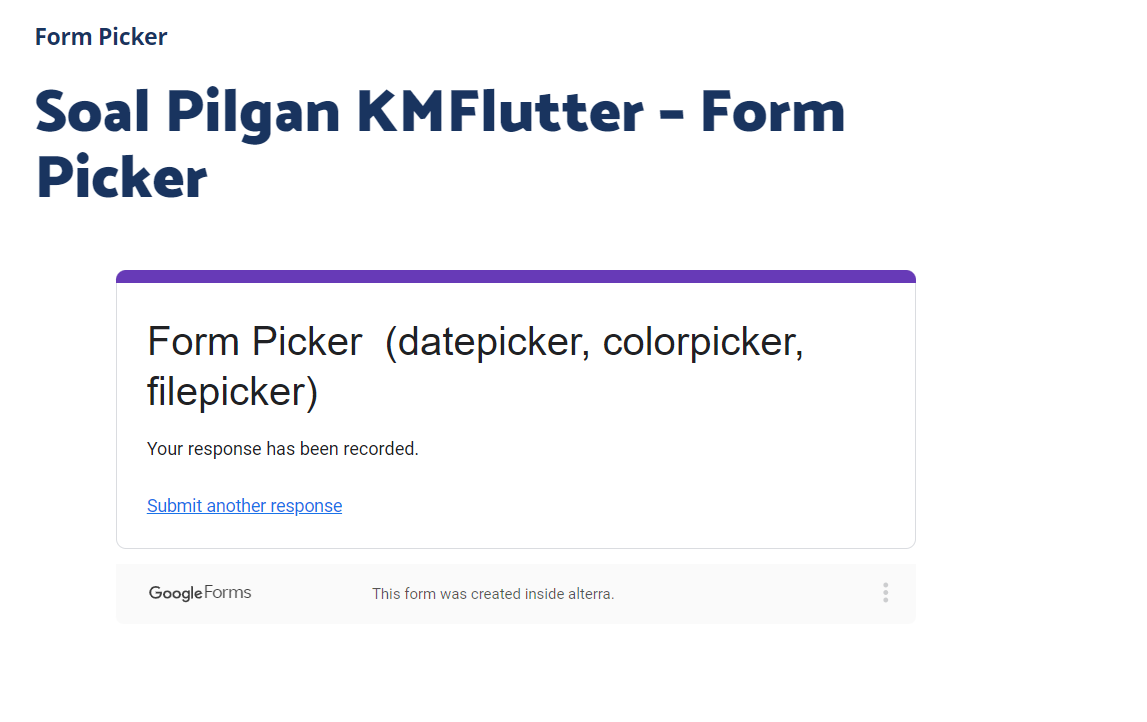 Form Picker
Soal Pilgan KMFlutter – Form
Picker
Form Picker  (datepicker, colorpicker,
filepicker)
Your response has been recorded.
Submit another response
Google Forms
This form was created inside alterra.